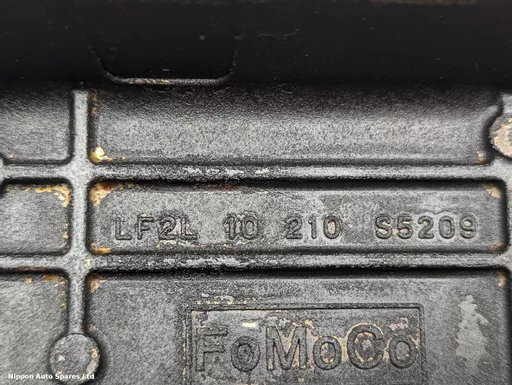 LF2L 10 210 S5209
FoMoCo
Nippon Auto Spares Ltd